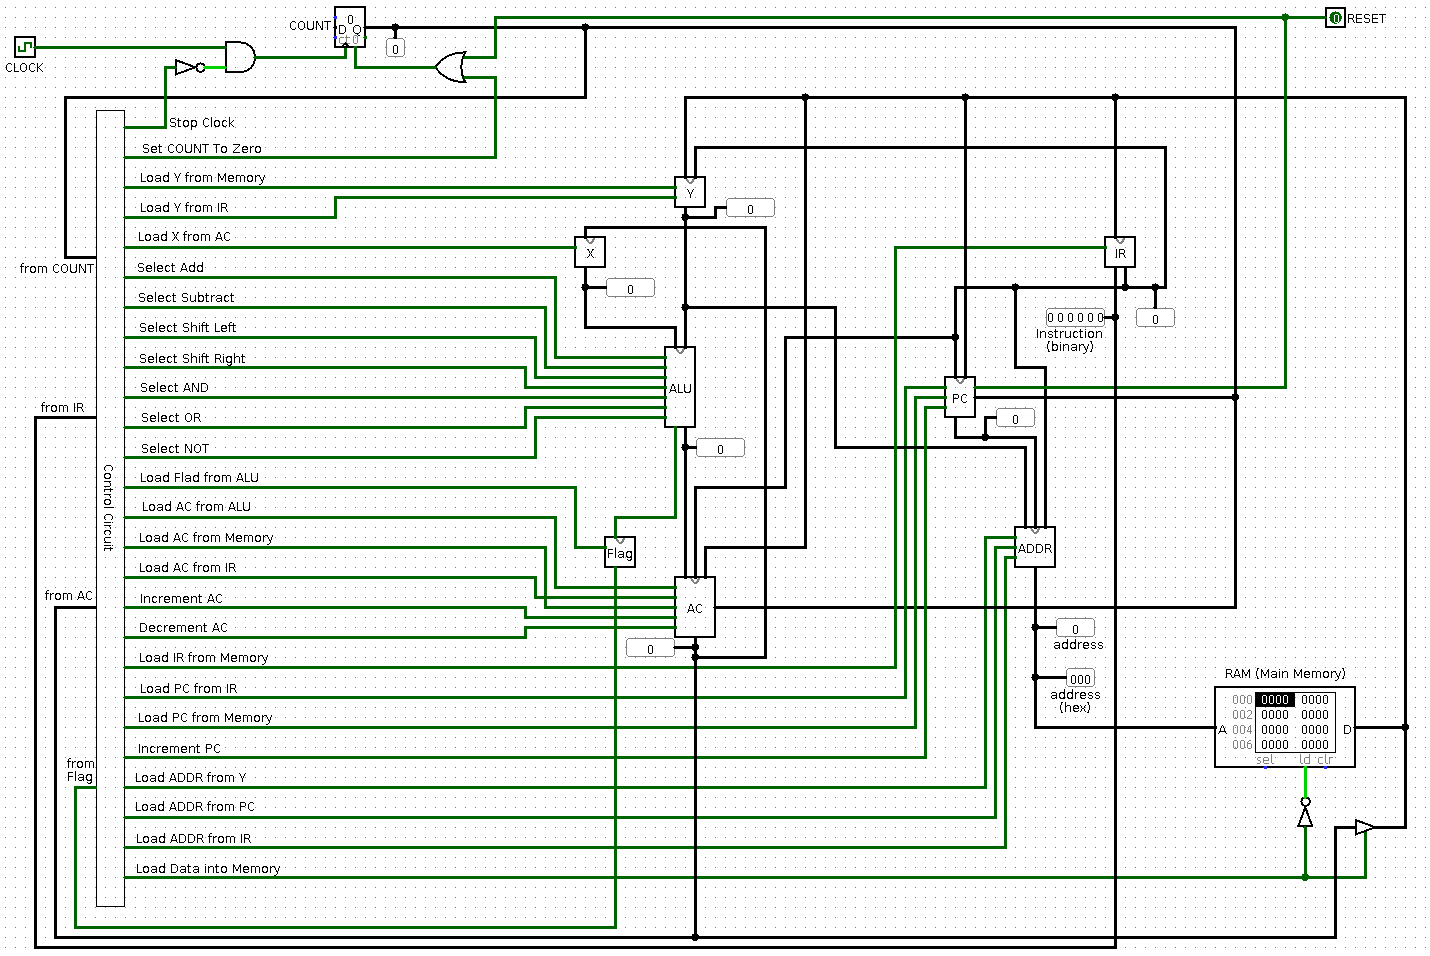 COUNT
0
D Q
ct 0
0
RESET
CLOCK
0
Stop Clock
Set COUNT To Zero
Load Y from Memory
Y
0
Load Y from IR
Load X from AC
X
IR
from COUNT
Select Add
0
Select Subtract
000000
0
Instruction
(binary)
Select Shift Left
Select Shift Right
Select AND
ALU
PC
from IR
Select OR
0
Select NOT
0
Control Circuit
Load Flad from ALU
Load AC from ALU
Load AC from Memory
Flag
ADDR
Load AC from IR
from AC
Increment AC
AC
Decrement AC
0
address
0
Load IR from Memory
000
address
(hex)
RAM (Main Memory)
Load PC from IR
000 0000 0000
002 0000 0000
A 004 0000 0000 D
006 0000 0000
sel ld clr
Load PC from Memory
Increment PC
from
Flag
Load ADDR from Y
Load ADDR from PC
Load ADDR from IR
Load Data into Memory